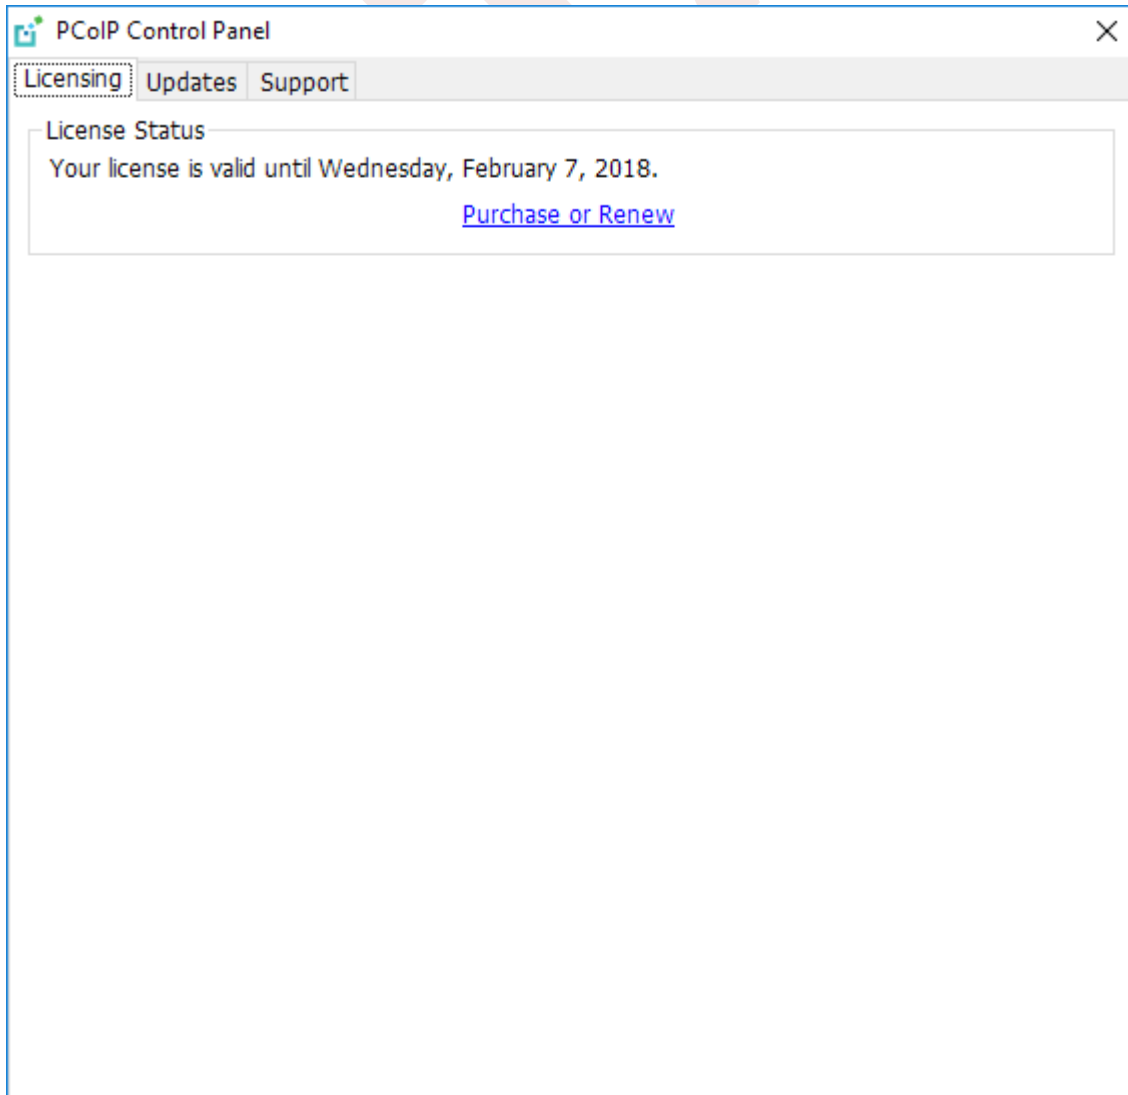 PCoIP Control Panel
Licensing Updates Support
License Status
Your license is valid until Wednesday, February 7, 2018.
Purchase or Renew